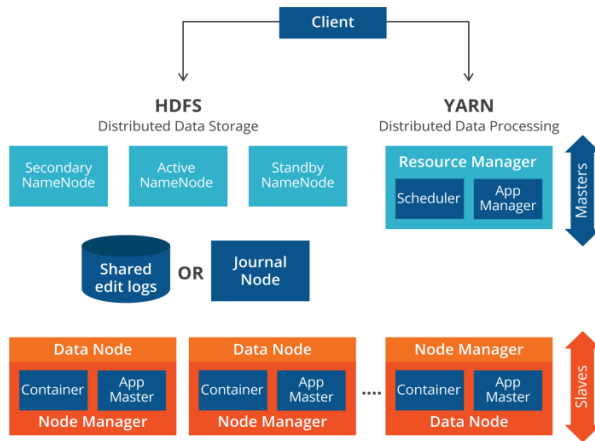 Client
HDFS
Distributed Data Storage
YARN
Distributed Data Processing
Secondary
NameNode
Active
NameNode
Standby
NameNode
Resource Manager
Scheduler
App
Manager
Masters
Shared
edit logs
OR
Journal
Node
Data Node
Container
App
Master
Node Manager
Data Node
Container
App
Master
Node Manager
....
Node Manager
Container
App
Master
Data Node
Slaves